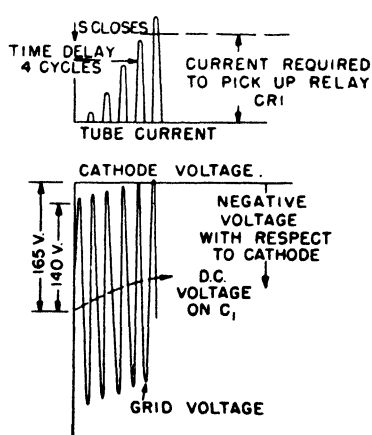 S CLOSES
TIME DELAY
4 CYCLES
CURRENT REQUIRED
TO PICK UP RELAY
CR1
TUBE CURRENT
CATHODE VOLTAGE.
165 V.
140 V.
NEGATIVE
VOLTAGE
WITH RESPECT
TO CATHODE
D.C.
VOLTAGE
ON C1
GRID VOLTAGE